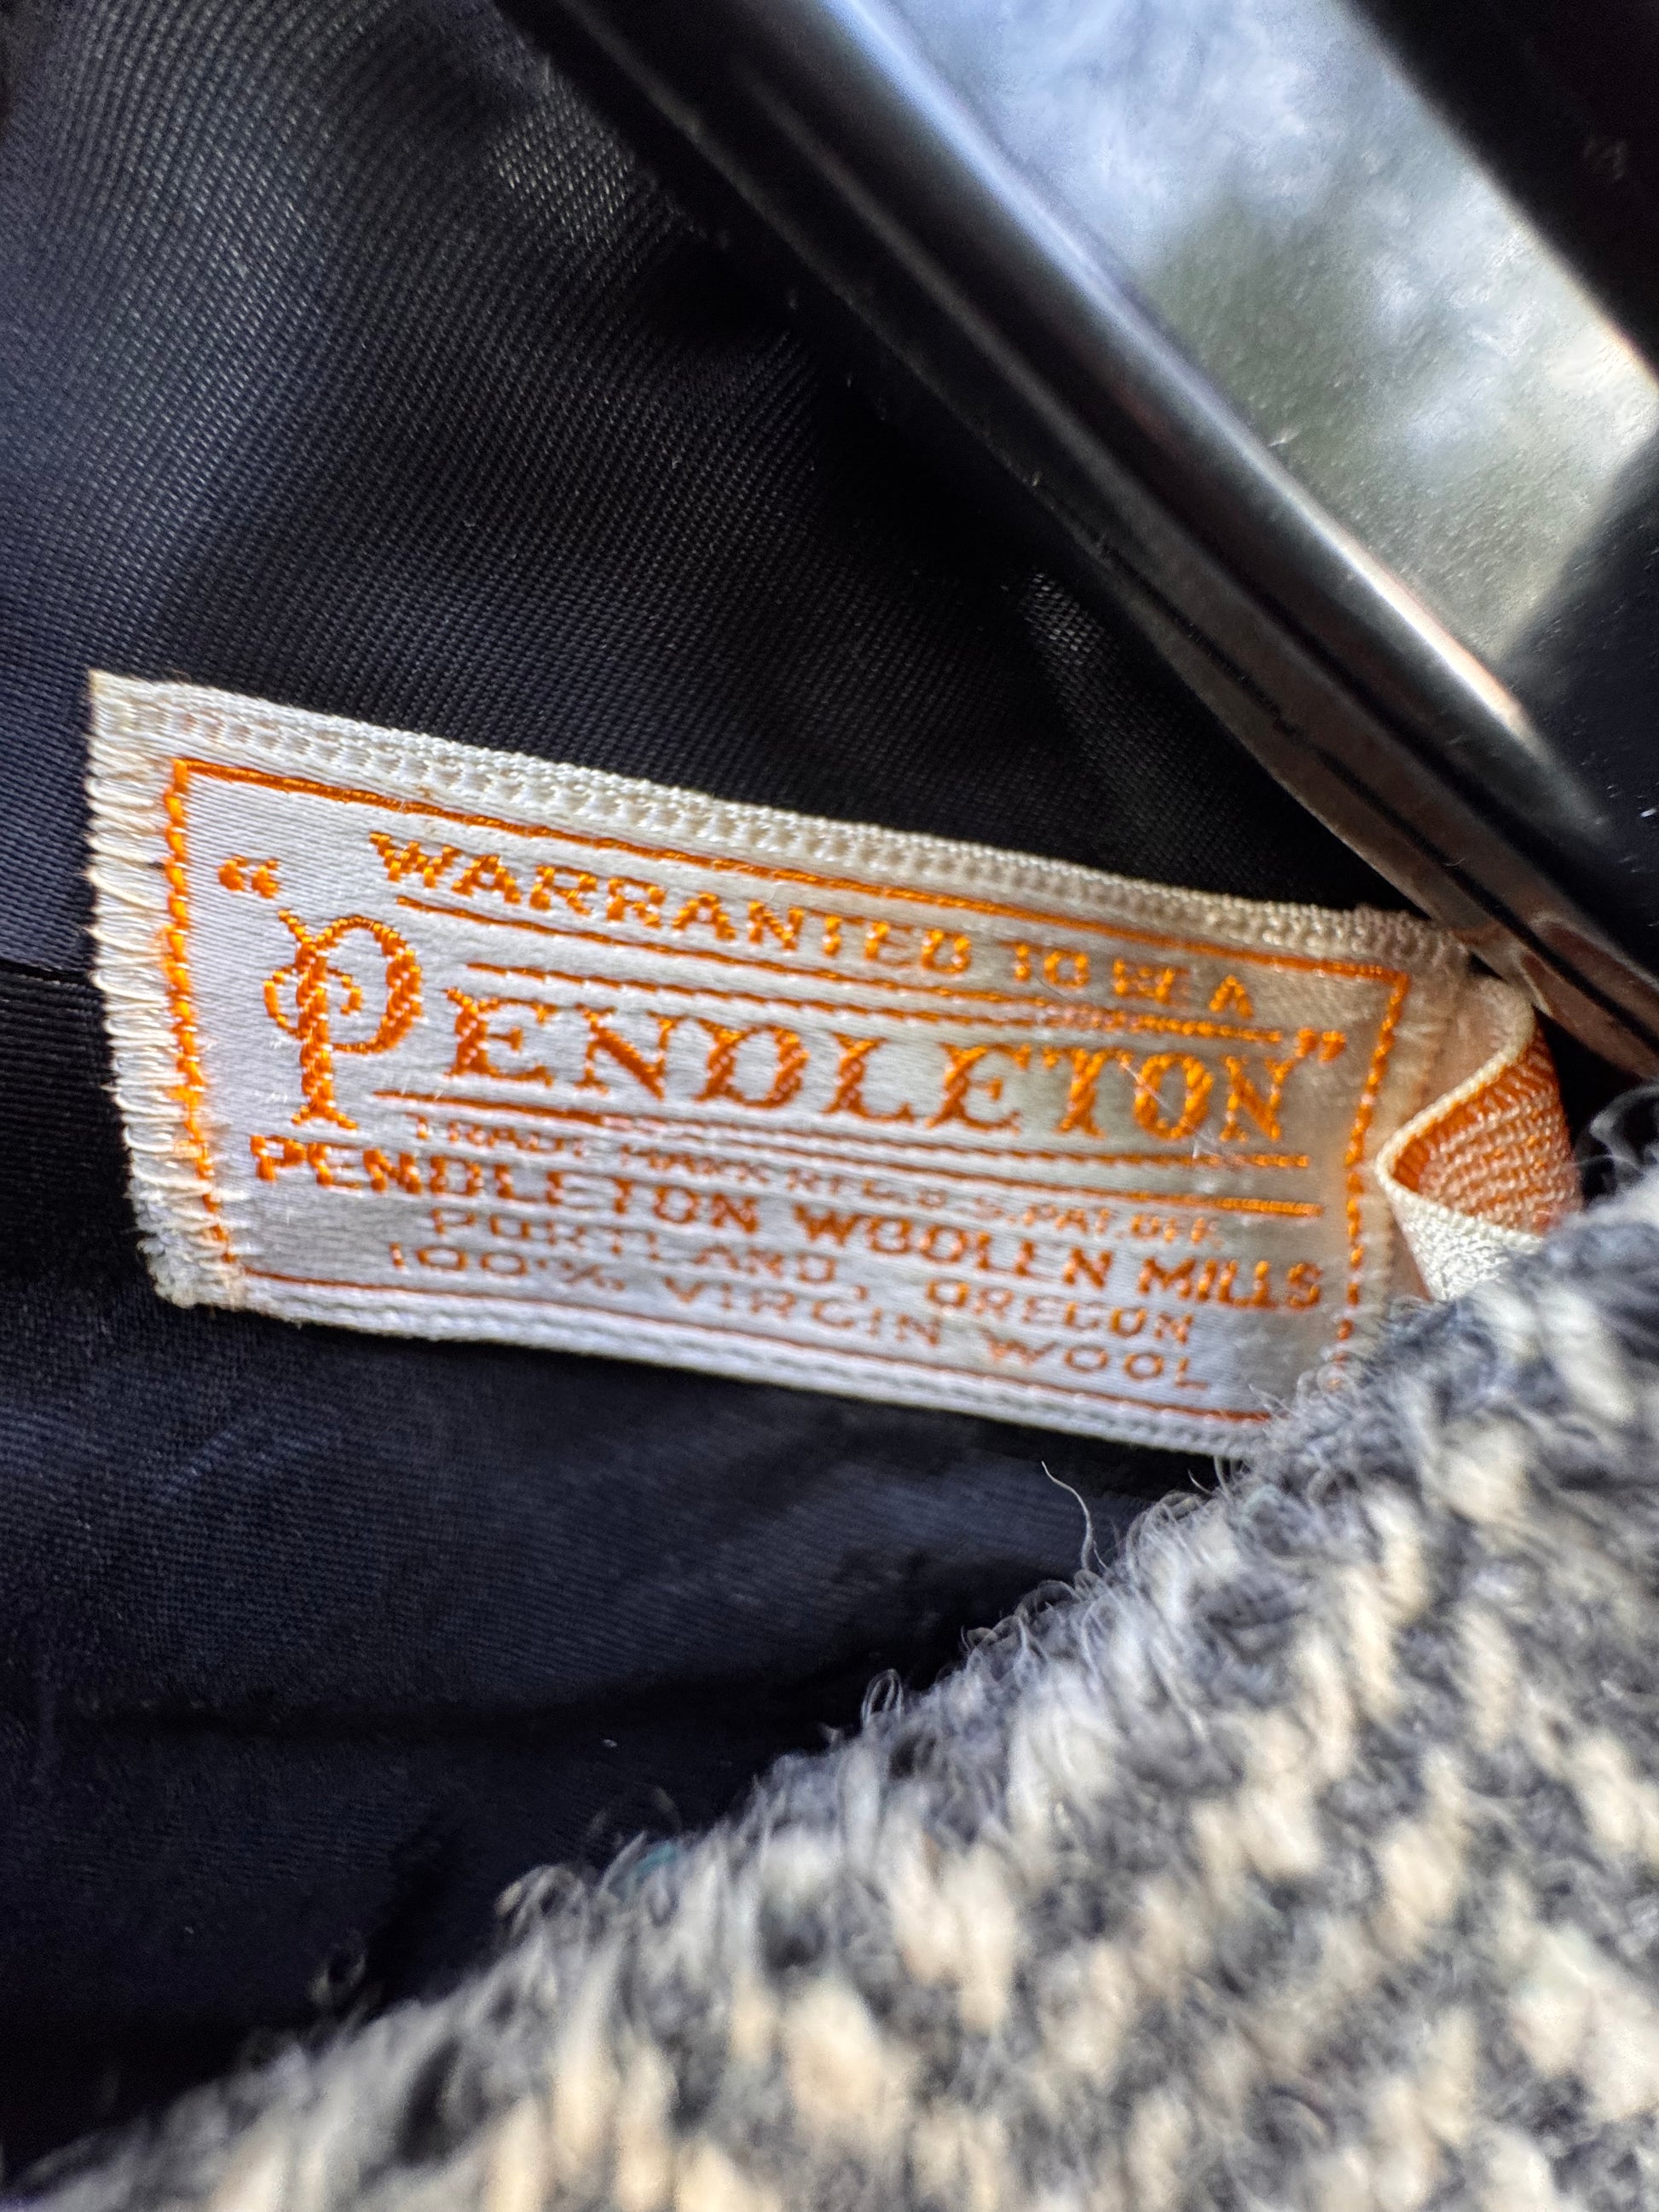 WARRANTED TO BE A
"PENDLETON"
TRADE MARK REG. U.S. PAT. OFF.
PENDLETON WOOLEN MILLS
PORTLAND, OREGON
100% VIRGIN WOOL